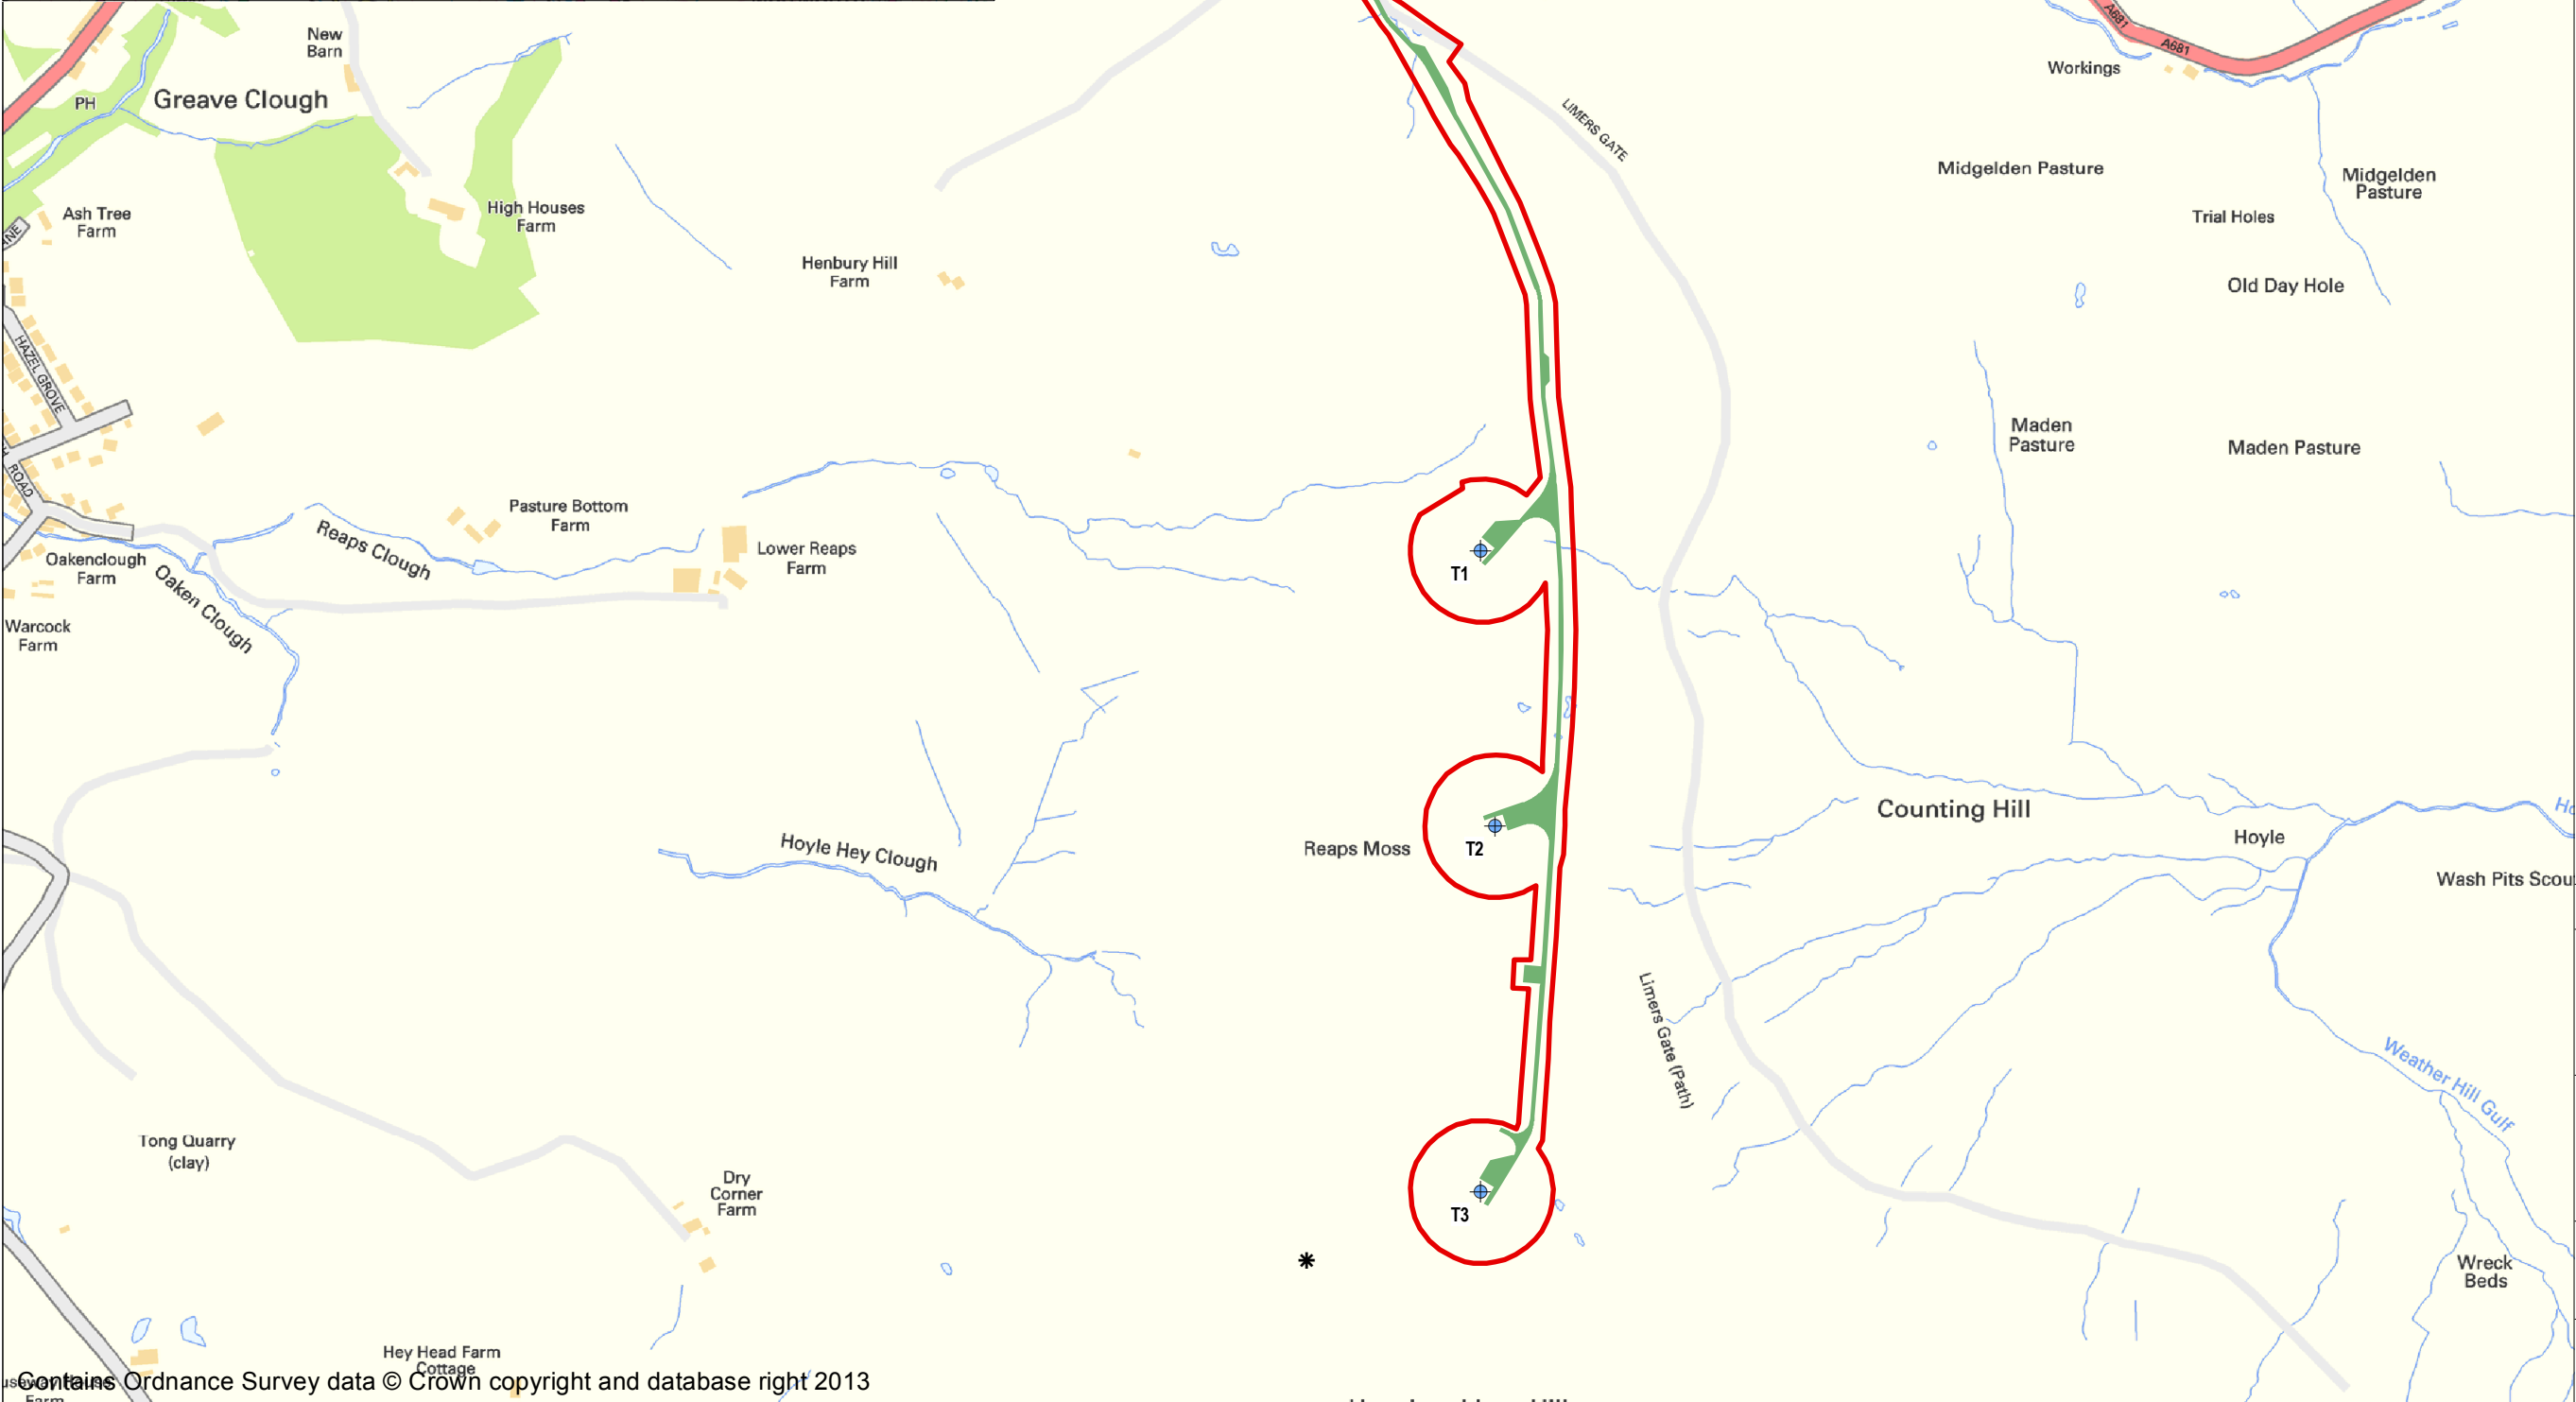 New
Barn
A681
A681
Workings
PH
Greave Clough
LIMERS GATE
Midgelden Pasture
Midgelden
Pasture
Ash Tree
Farm
High Houses
Farm
Trial Holes
Henbury Hill
Farm
Old Day Hole
HAZEL GROVE
Maden
Pasture
Maden Pasture
ROAD
Pasture Bottom
Farm
Reaps Clough
Lower Reaps
Farm
Oakenclough
Farm
T1
Oaken Clough
Warcock
Farm
Counting Hill
Hoyle
Hoyle Hey Clough
Reaps Moss
T2
Wash Pits Scou
Limers Gate (Path)
Weather Hill Gulf
Tong Quarry
(clay)
Dry
Corner
Farm
T3
Wreck
Beds
Hey Head Farm
Cottage
Contains Ordnance Survey data © Crown copyright and database right 2013
Farm